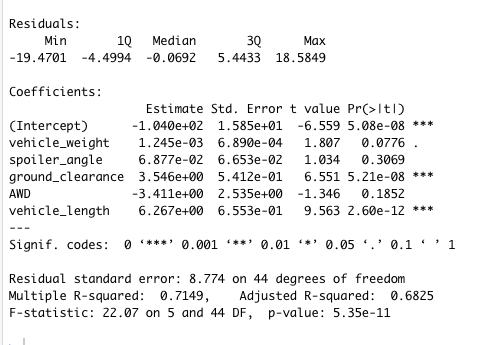 Residuals:
Min 1Q Median 3Q Max
-19.4701 -4.4994 -0.0692 5.4433 18.5849
Coefficients:
Estimate Std. Error t value Pr(>|t|)
(Intercept) -1.040e+02 1.585e+01 -6.559 5.08e-08 ***
vehicle_weight 1.245e-03 6.890e-04 1.807 0.0776 .
spoiler_angle 6.877e-02 6.653e-02 1.034 0.3069
ground_clearance 3.546e+00 5.412e-01 6.551 5.21e-08 ***
AWD -3.411e+00 2.535e+00 -1.346 0.1852
vehicle_length 6.267e+00 6.553e-01 9.563 2.60e-12 ***
---
Signif. codes: 0 ‘***’ 0.001 ‘**’ 0.01 ‘*’ 0.05 ‘.’ 0.1 ‘ ’ 1
Residual standard error: 8.774 on 44 degrees of freedom
Multiple R-squared: 0.7149, Adjusted R-squared: 0.6825
F-statistic: 22.07 on 5 and 44 DF, p-value: 5.35e-11